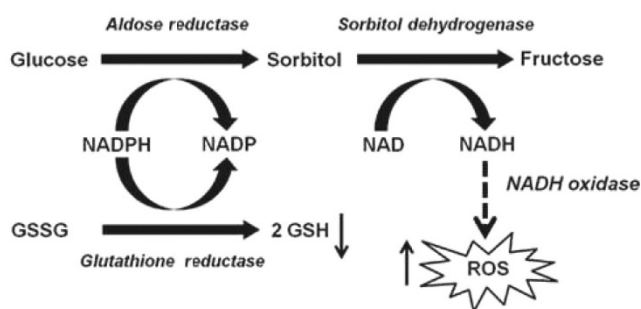 Aldose reductase Sorbitol dehydrogenase
Glucose Sorbitol Fructose
NADPH NADP NAD NADH
NADH oxidase
GSSG 2 GSH
Glutathione reductase
ROS